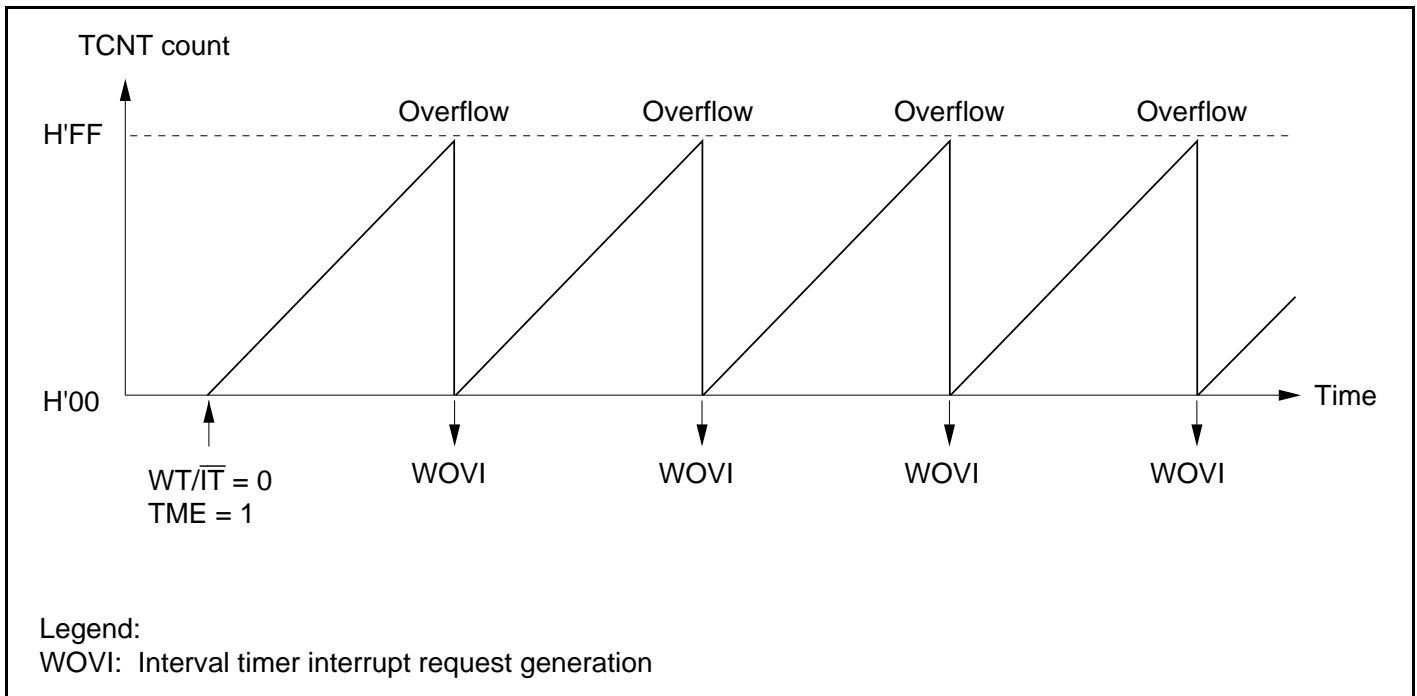 TCNT count
Overflow Overflow Overflow Overflow
H'FF
H'00
Time
WT/I̅T̅ = 0
TME = 1
WOVI WOVI WOVI WOVI
Legend:
WOVI: Interval timer interrupt request generation